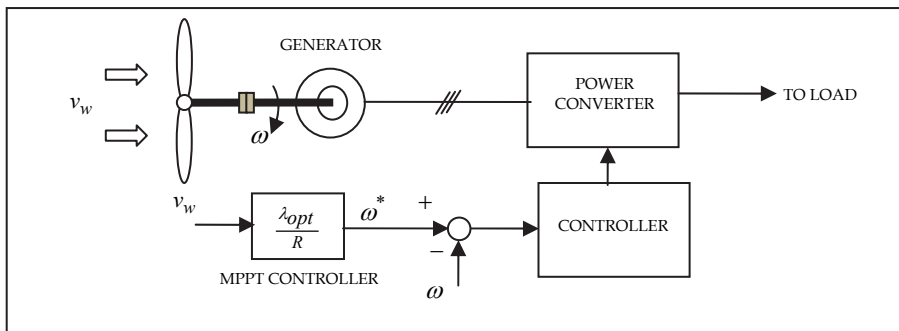 GENERATOR
v_w
ω
POWER
CONVERTER
TO LOAD
v_w
λ_opt
R
ω*
+
−
ω
CONTROLLER
MPPT CONTROLLER